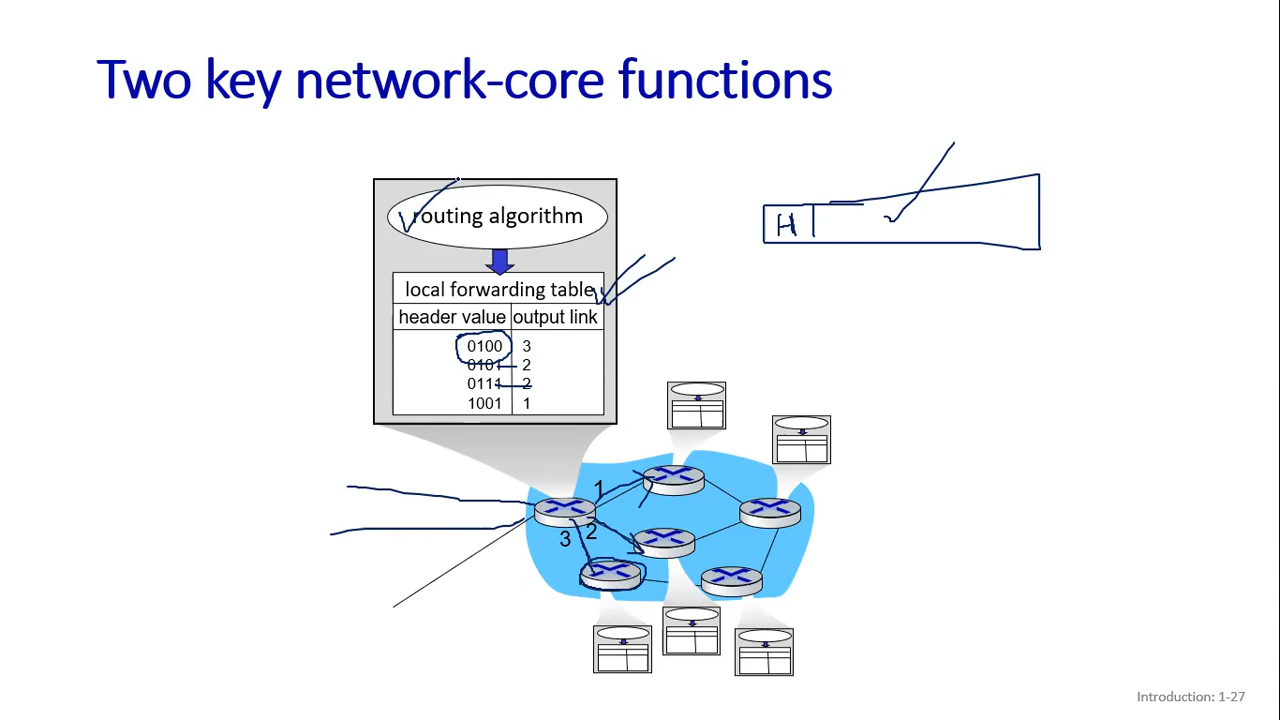 Two key network-core functions
H
routing algorithm
local forwarding table
header value output link
0100 3
0101 2
0111 2
1001 1
1
2
3
Introduction: 1-27